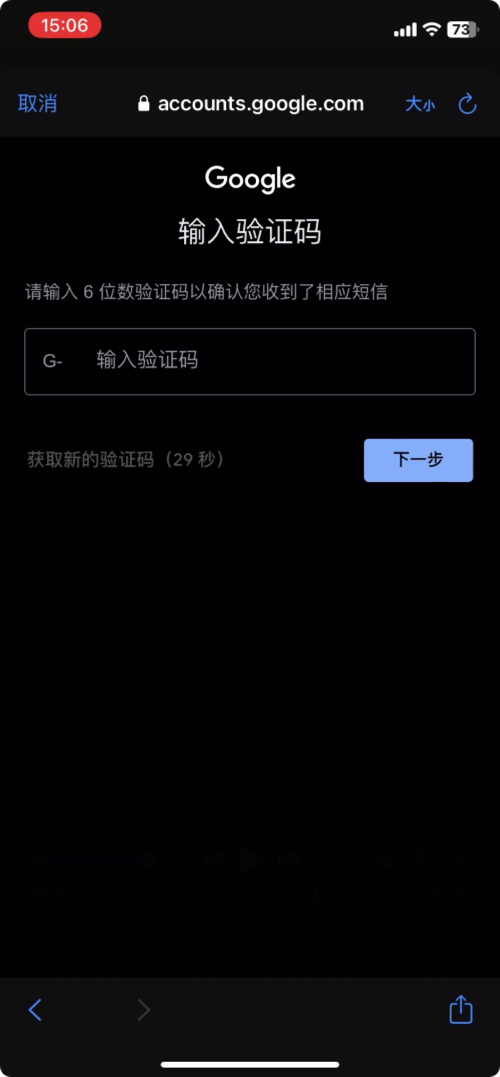 15:06
73
取消
accounts.google.com
大小
Google
输入验证码
请输入 6 位数验证码以确认您收到了相应短信
G-
输入验证码
获取新的验证码（29 秒）
下一步